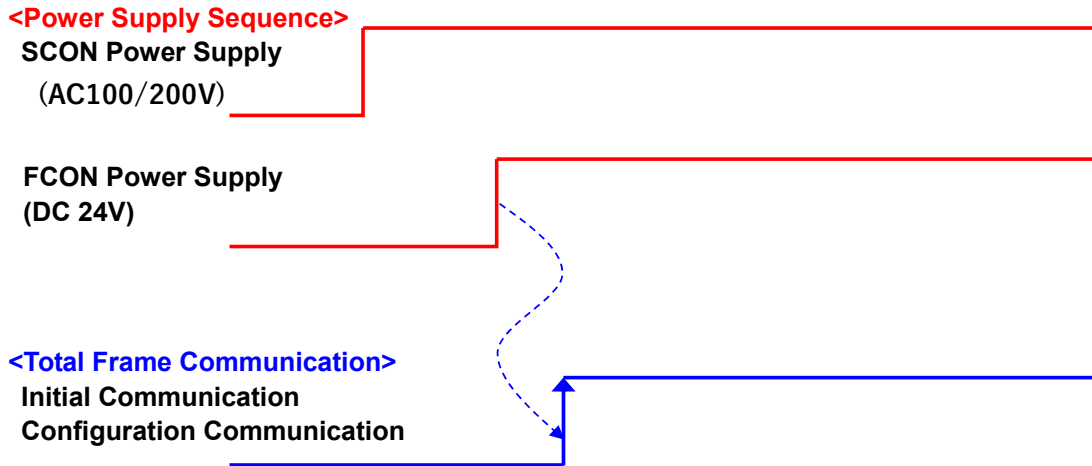 <Power Supply Sequence>
SCON Power Supply
(AC100/200V)
FCON Power Supply
(DC 24V)
<Total Frame Communication>
Initial Communication
Configuration Communication